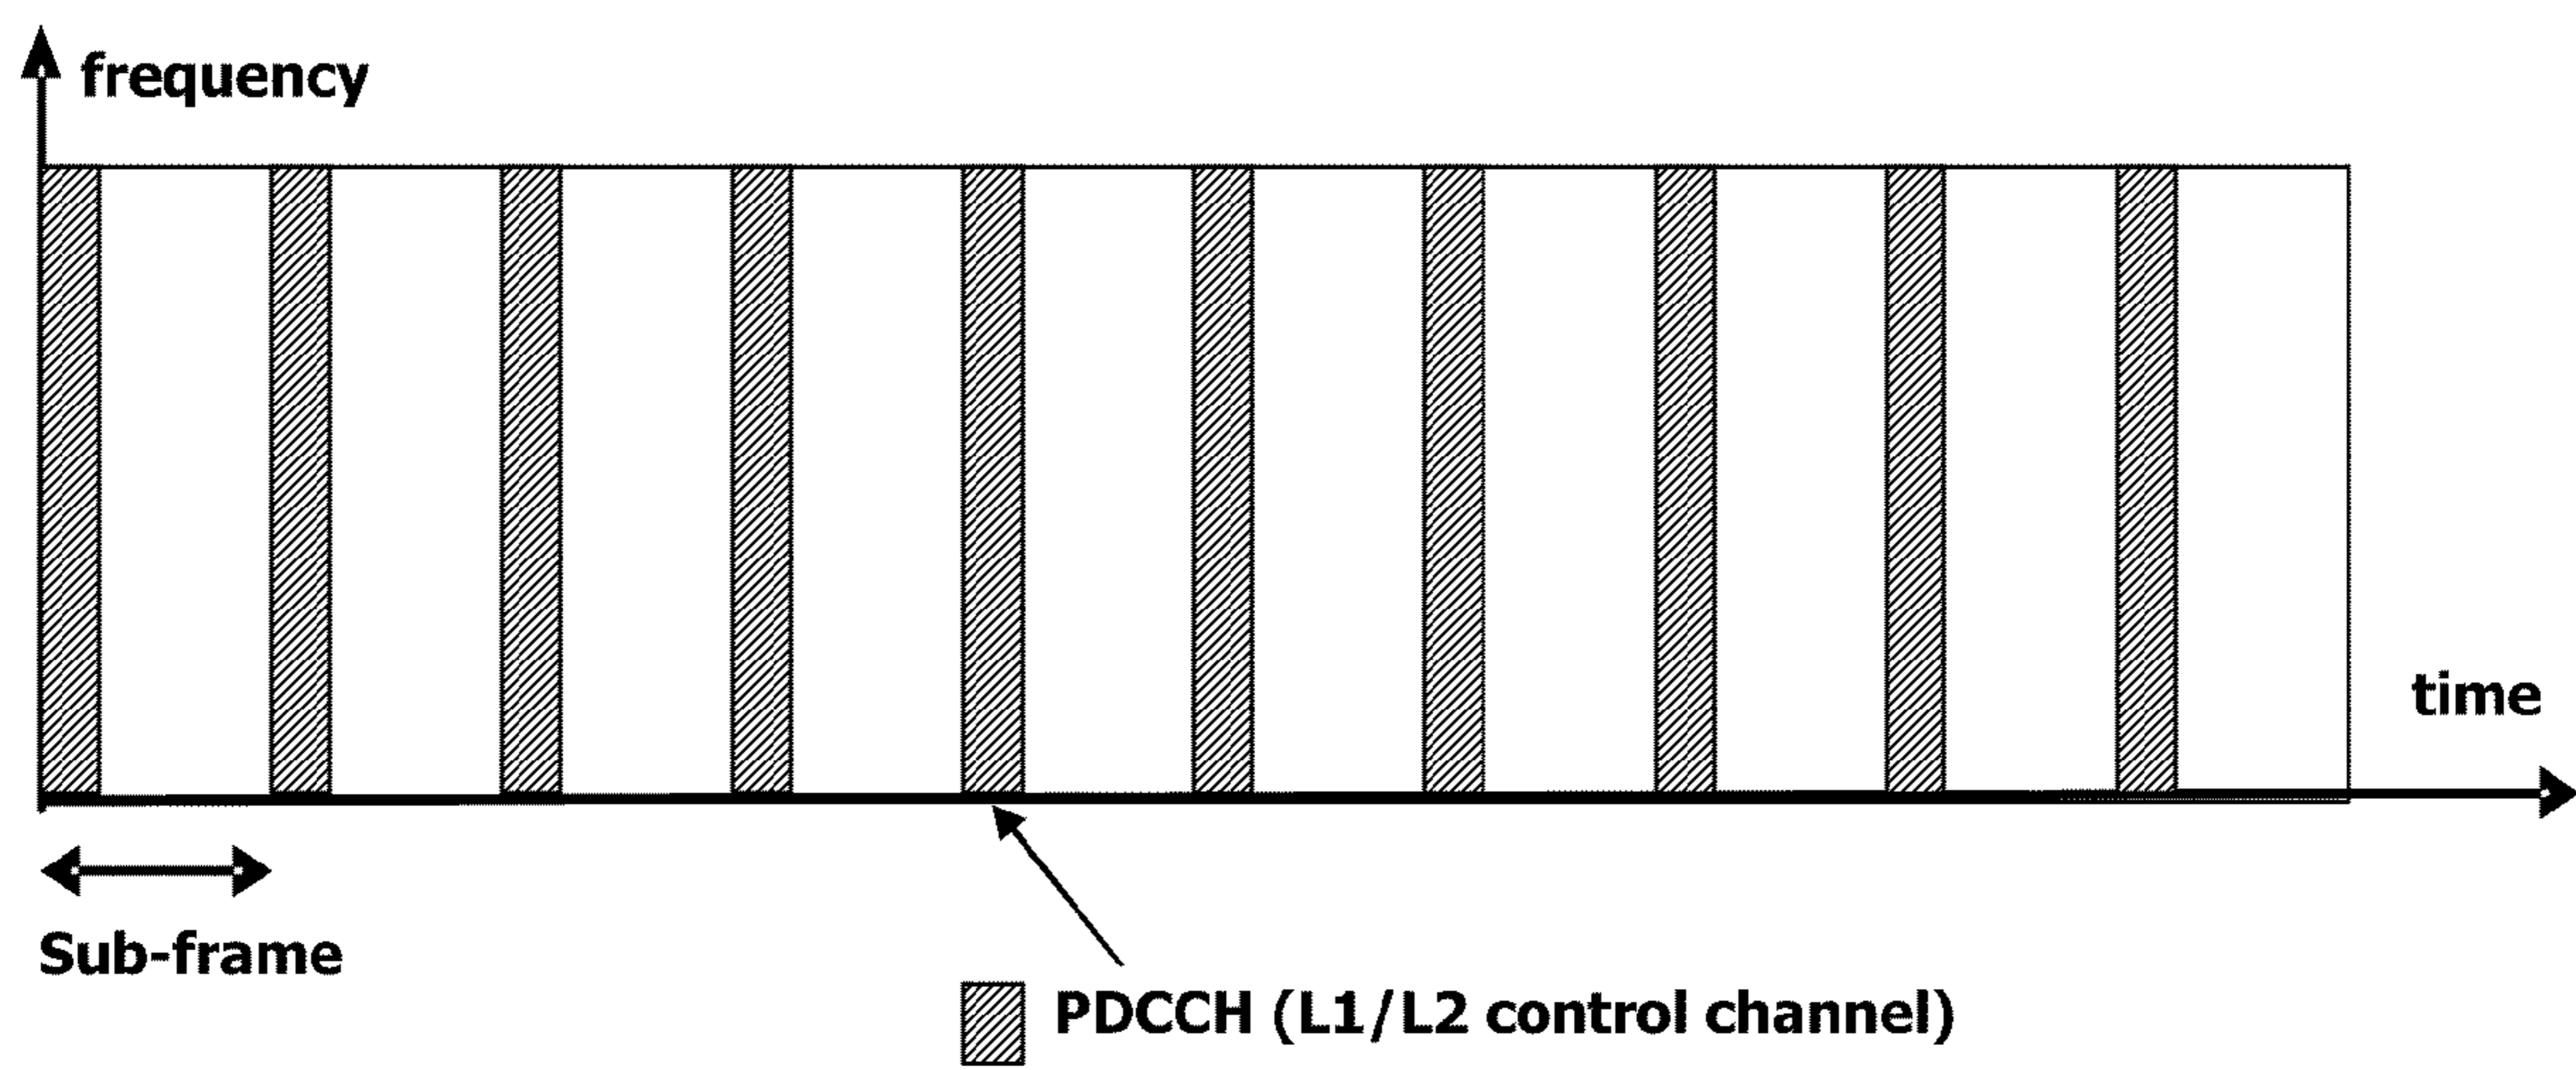 frequency
time
Sub-frame
PDCCH (L1/L2 control channel)